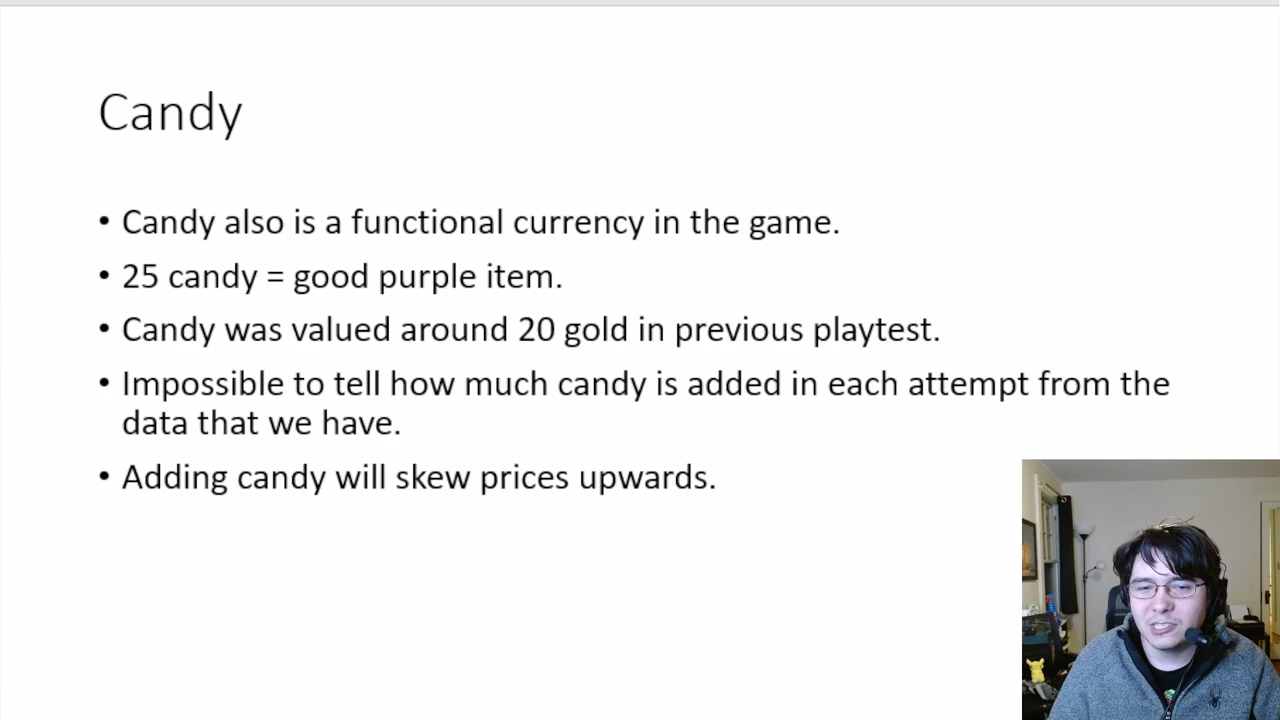 Candy
• Candy also is a functional currency in the game.
• 25 candy = good purple item.
• Candy was valued around 20 gold in previous playtest.
• Impossible to tell how much candy is added in each attempt from the
data that we have.
• Adding candy will skew prices upwards.